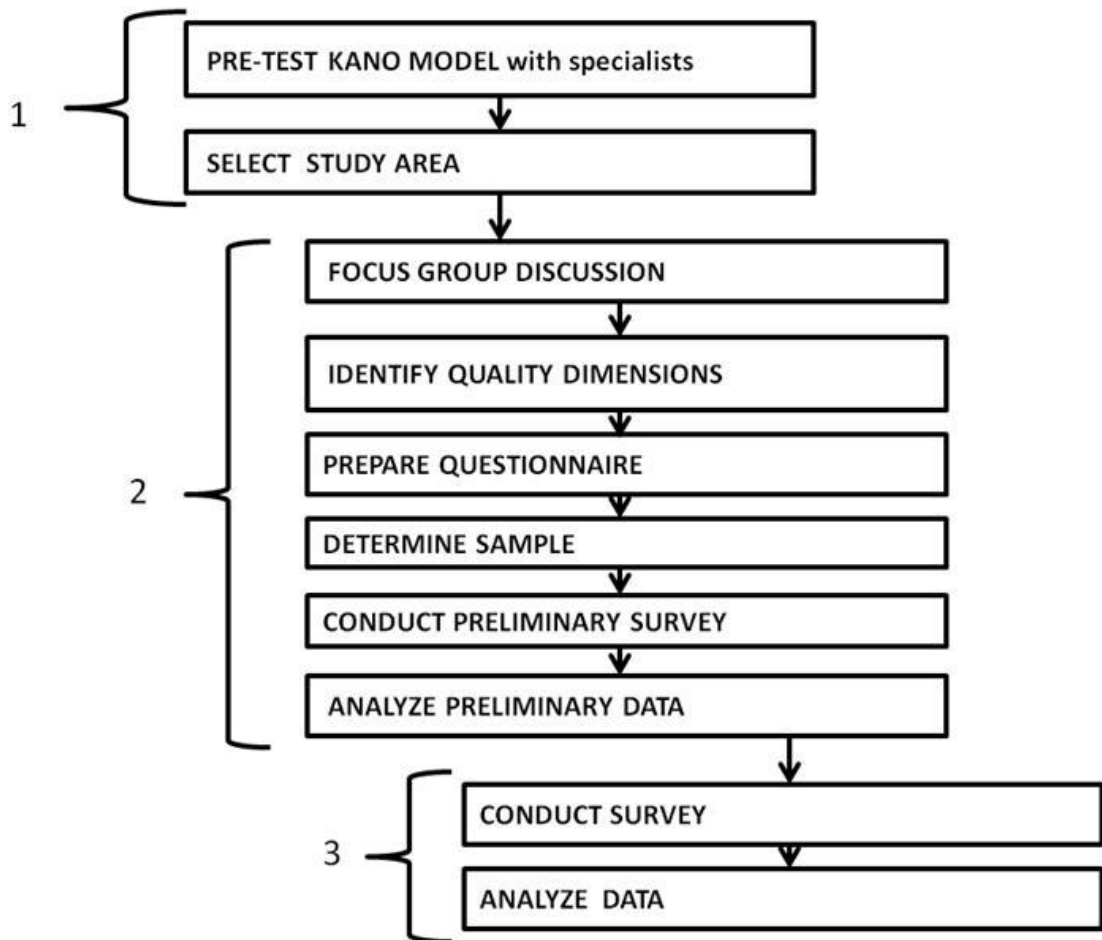 1
PRE-TEST KANO MODEL with specialists
SELECT STUDY AREA
2
FOCUS GROUP DISCUSSION
IDENTIFY QUALITY DIMENSIONS
PREPARE QUESTIONNAIRE
DETERMINE SAMPLE
CONDUCT PRELIMINARY SURVEY
ANALYZE PRELIMINARY DATA
3
CONDUCT SURVEY
ANALYZE DATA